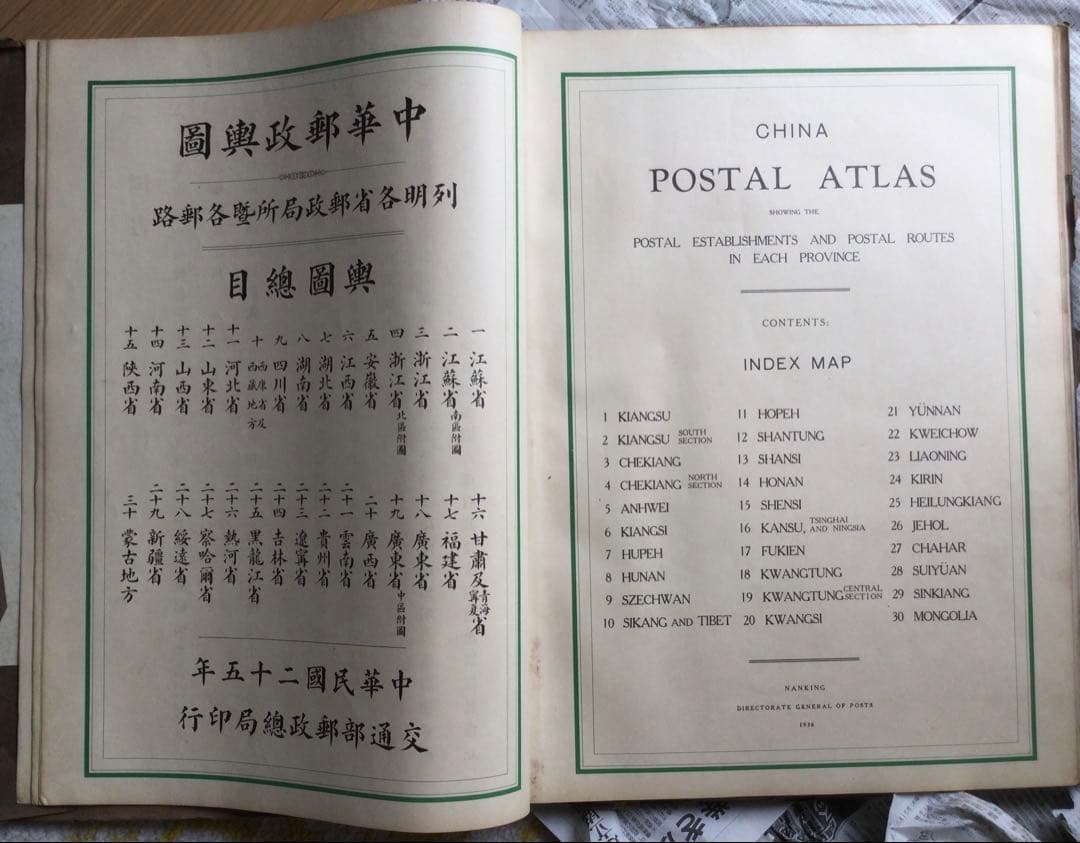 中華郵政輿圖
列明各省郵政局所暨各郵路
輿圖總目
一 江蘇省
二 江蘇省南區附圖
三 浙江省
四 浙江省北區附圖
五 安徽省
六 江西省
七 湖北省
八 湖南省
九 四川省
十 西康省及西藏地方
十一 河北省
十二 山東省
十三 山西省
十四 河南省
十五 陝西省
十六 甘肅及青海寧夏省
十七 福建省
十八 廣東省
十九 廣東省中區附圖
二十 廣西省
二十一 雲南省
二十二 貴州省
二十三 遼寧省
二十四 吉林省
二十五 黑龍江省
二十六 熱河省
二十七 察哈爾省
二十八 綏遠省
二十九 新疆省
三十 蒙古地方
中華民國二十五年
交通部郵政總局印行
CHINA
POSTAL ATLAS
SHOWING THE
POSTAL ESTABLISHMENTS AND POSTAL ROUTES
IN EACH PROVINCE
CONTENTS:
INDEX MAP
1 KIANGSU
2 KIANGSU SOUTH SECTION
3 CHEKIANG
4 CHEKIANG NORTH SECTION
5 ANHWEI
6 KIANGSI
7 HUPEH
8 HUNAN
9 SZECHWAN
10 SIKANG AND TIBET
11 HOPEH
12 SHANTUNG
13 SHANSI
14 HONAN
15 SHENSI
16 KANSU, TSINGHAI AND NINGSIA
17 FUKIEN
18 KWANGTUNG
19 KWANGTUNG CENTRAL SECTION
20 KWANGSI
21 YÜNNAN
22 KWEICHOW
23 LIAONING
24 KIRIN
25 HEILUNGKIANG
26 JEHOL
27 CHAHAR
28 SUIYÜAN
29 SINKIANG
30 MONGOLIA
NANKING
DIRECTORATE GENERAL OF POSTS
1936